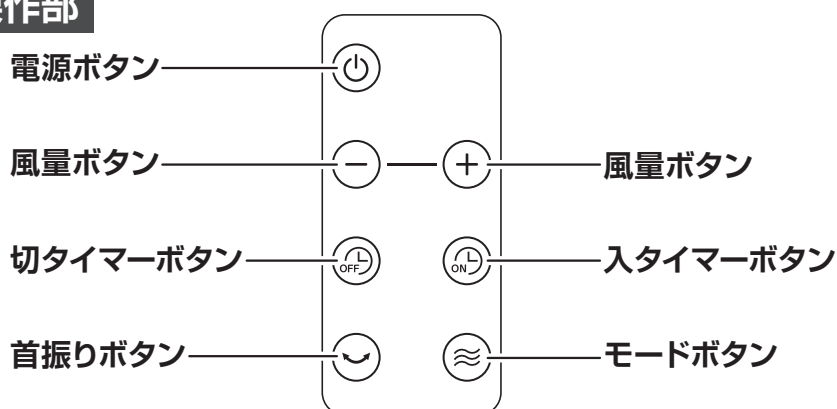 操作部
電源ボタン
風量ボタン
風量ボタン
切タイマーボタン
OFF
ON
入タイマーボタン
首振りボタン
モードボタン